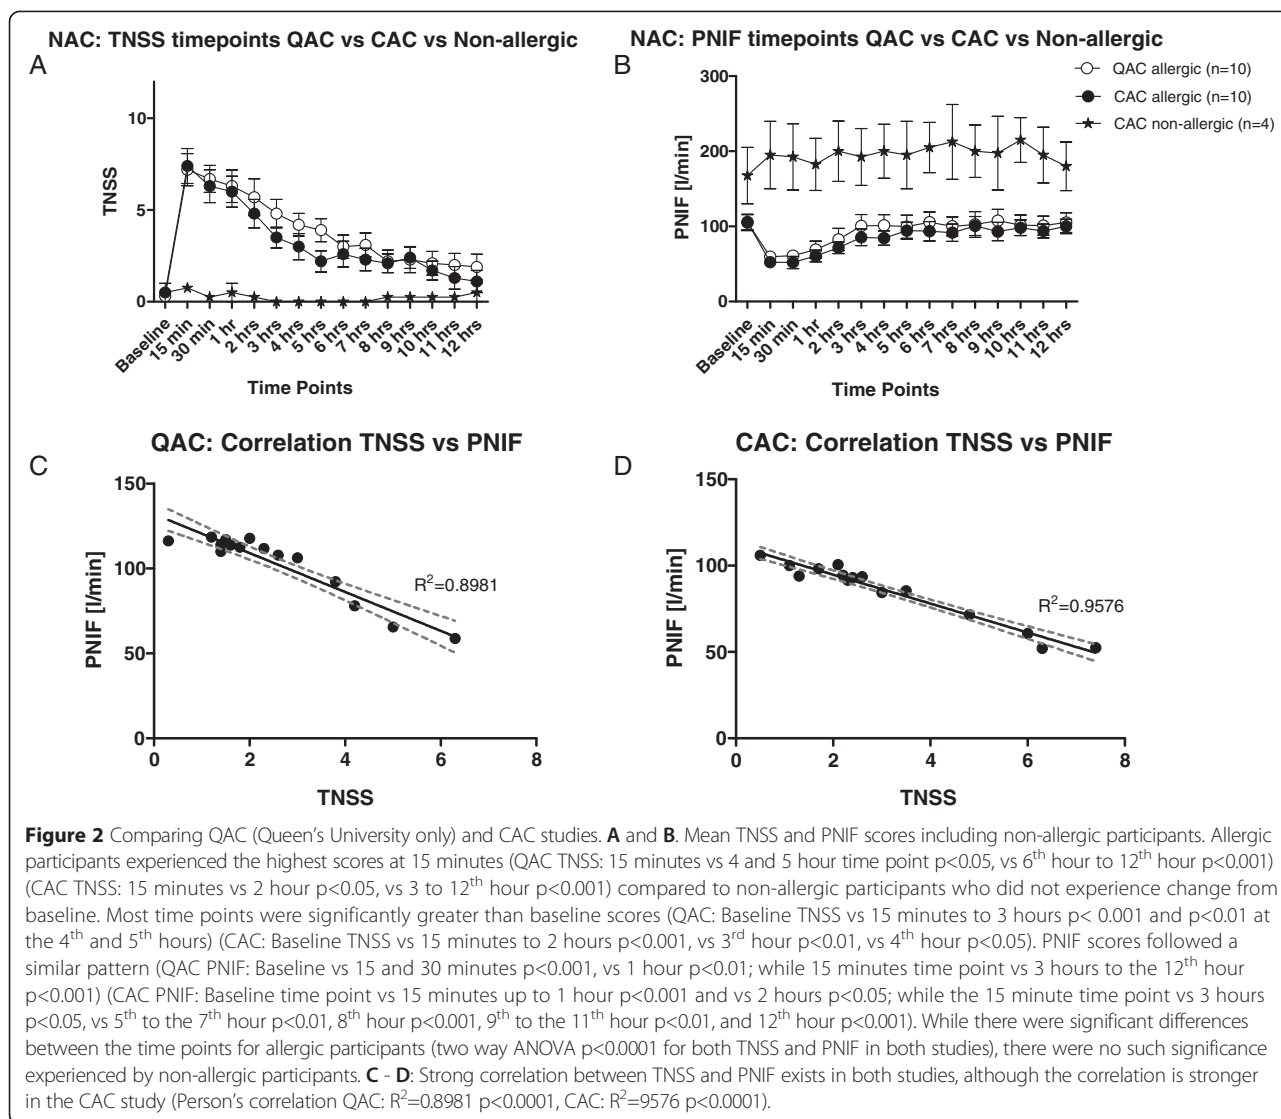 NAC: TNSS timepoints QAC vs CAC vs Non-allergic
A
10
5
0
TNSS
Baseline
15 min
30 min
1 hr
2 hrs
3 hrs
4 hrs
5 hrs
6 hrs
7 hrs
8 hrs
9 hrs
10 hrs
11 hrs
12 hrs
Time Points
NAC: PNIF timepoints QAC vs CAC vs Non-allergic
B
QAC allergic (n=10)
CAC allergic (n=10)
CAC non-allergic (n=4)
300
200
100
0
PNIF [l/min]
Baseline
15 min
30 min
1 hr
2 hrs
3 hrs
4 hrs
5 hrs
6 hrs
7 hrs
8 hrs
9 hrs
10 hrs
11 hrs
12 hrs
Time Points
QAC: Correlation TNSS vs PNIF
C
150
100
50
0
PNIF [l/min]
R²=0.8981
0 2 4 6 8
TNSS
CAC: Correlation TNSS vs PNIF
D
150
100
50
0
PNIF [l/min]
R²=0.9576
0 2 4 6 8
TNSS
Figure 2 Comparing QAC (Queen's University only) and CAC studies. A and B. Mean TNSS and PNIF scores including non-allergic participants. Allergic
participants experienced the highest scores at 15 minutes (QAC TNSS: 15 minutes vs 4 and 5 hour time point p<0.05, vs 6th hour to 12th hour p<0.001)
(CAC TNSS: 15 minutes vs 2 hour p<0.05, vs 3 to 12th hour p<0.001) compared to non-allergic participants who did not experience change from
baseline. Most time points were significantly greater than baseline scores (QAC: Baseline TNSS vs 15 minutes to 3 hours p< 0.001 and p<0.01 at
the 4th and 5th hours) (CAC: Baseline TNSS vs 15 minutes to 2 hours p<0.001, vs 3rd hour p<0.01, vs 4th hour p<0.05). PNIF scores followed a
similar pattern (QAC PNIF: Baseline vs 15 and 30 minutes p<0.001, vs 1 hour p<0.01; while 15 minutes time point vs 3 hours to the 12th hour
p<0.001) (CAC PNIF: Baseline time point vs 15 minutes up to 1 hour p<0.001 and vs 2 hours p<0.05; while the 15 minute time point vs 3 hours
p<0.05, vs 5th to the 7th hour p<0.01, 8th hour p<0.001, 9th to the 11th hour p<0.01, and 12th hour p<0.001). While there were significant differences
between the time points for allergic participants (two way ANOVA p<0.0001 for both TNSS and PNIF in both studies), there were no such significance
experienced by non-allergic participants. C - D: Strong correlation between TNSS and PNIF exists in both studies, although the correlation is stronger
in the CAC study (Person's correlation QAC: R²=0.8981 p<0.0001, CAC: R²=9576 p<0.0001).